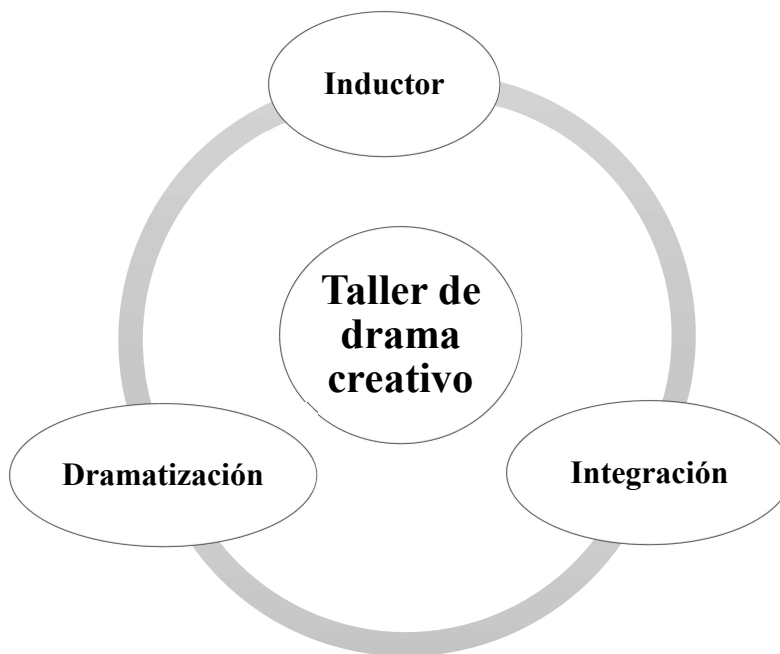 Inductor
Taller de
drama
creativo
Dramatización
Integración